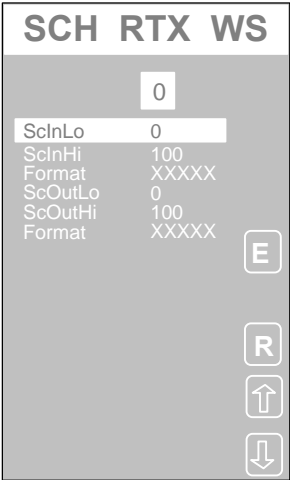 SCH RTX WS
0
ScInLo 0
ScInHi 100
Format XXXXX
ScOutLo 0
ScOutHi 100
Format XXXXX
E
R